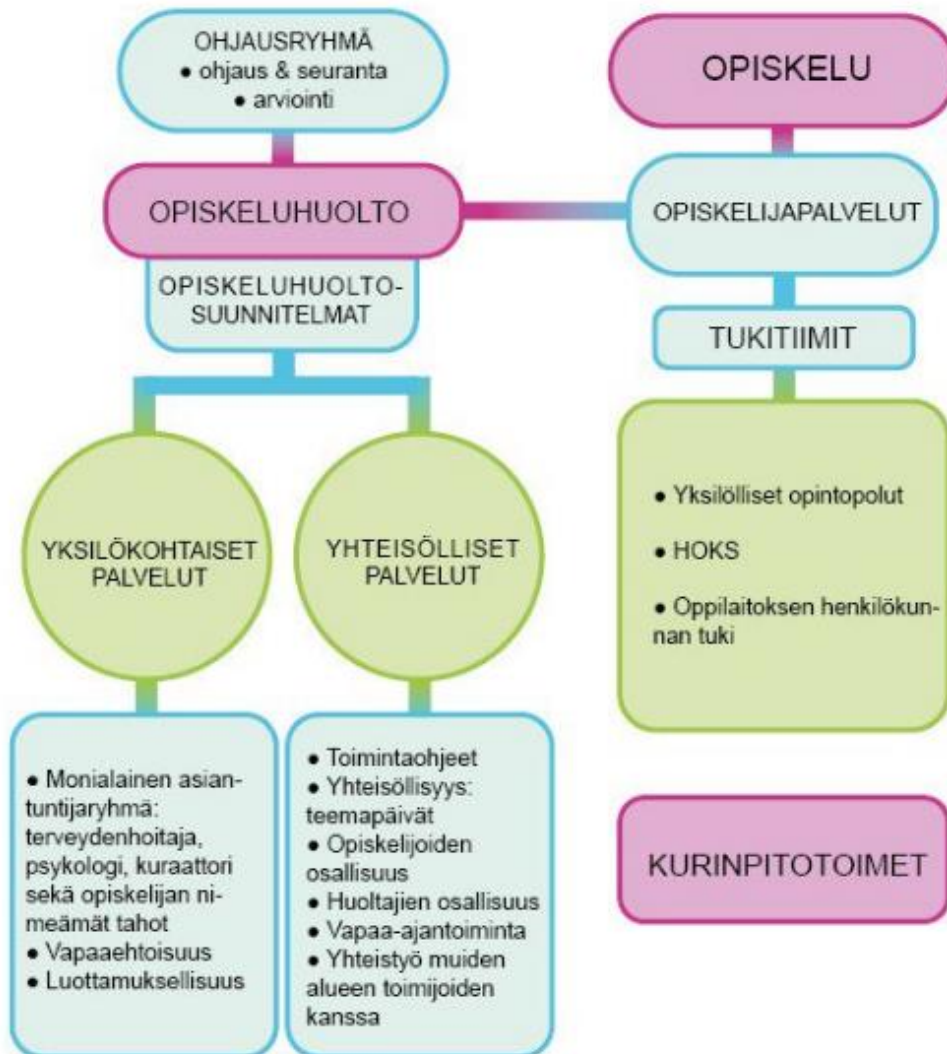 OHJAUSRYHMÄ
● ohjaus & seuranta
● arviointi
OPISKELUHUOLTO
OPISKELUHUOLTO-
SUUNNITELMAT
YKSILÖKOHTAISET
PALVELUT
YHTEISÖLLISET
PALVELUT
● Monialainen asian-
tuntijaryhmä:
terveydenhoitaja,
psykologi, kuraattori
sekä opiskelijan ni-
meämät tahot
● Vapaaehtoisuus
● Luottamuksellisuus
● Toimintaohjeet
● Yhteisöllisyys:
teemapäivät
● Opiskelijoiden
osallisuus
● Huoltajien osallisuus
● Vapaa-ajantoiminta
● Yhteistyö muiden
alueen toimijoiden
kanssa
OPISKELU
OPISKELIJAPALVELUT
TUKITIIMIT
● Yksilölliset opintopolut
● HOKS
● Oppilaitoksen henkilökun-
nan tuki
KURINPITOTOIMET